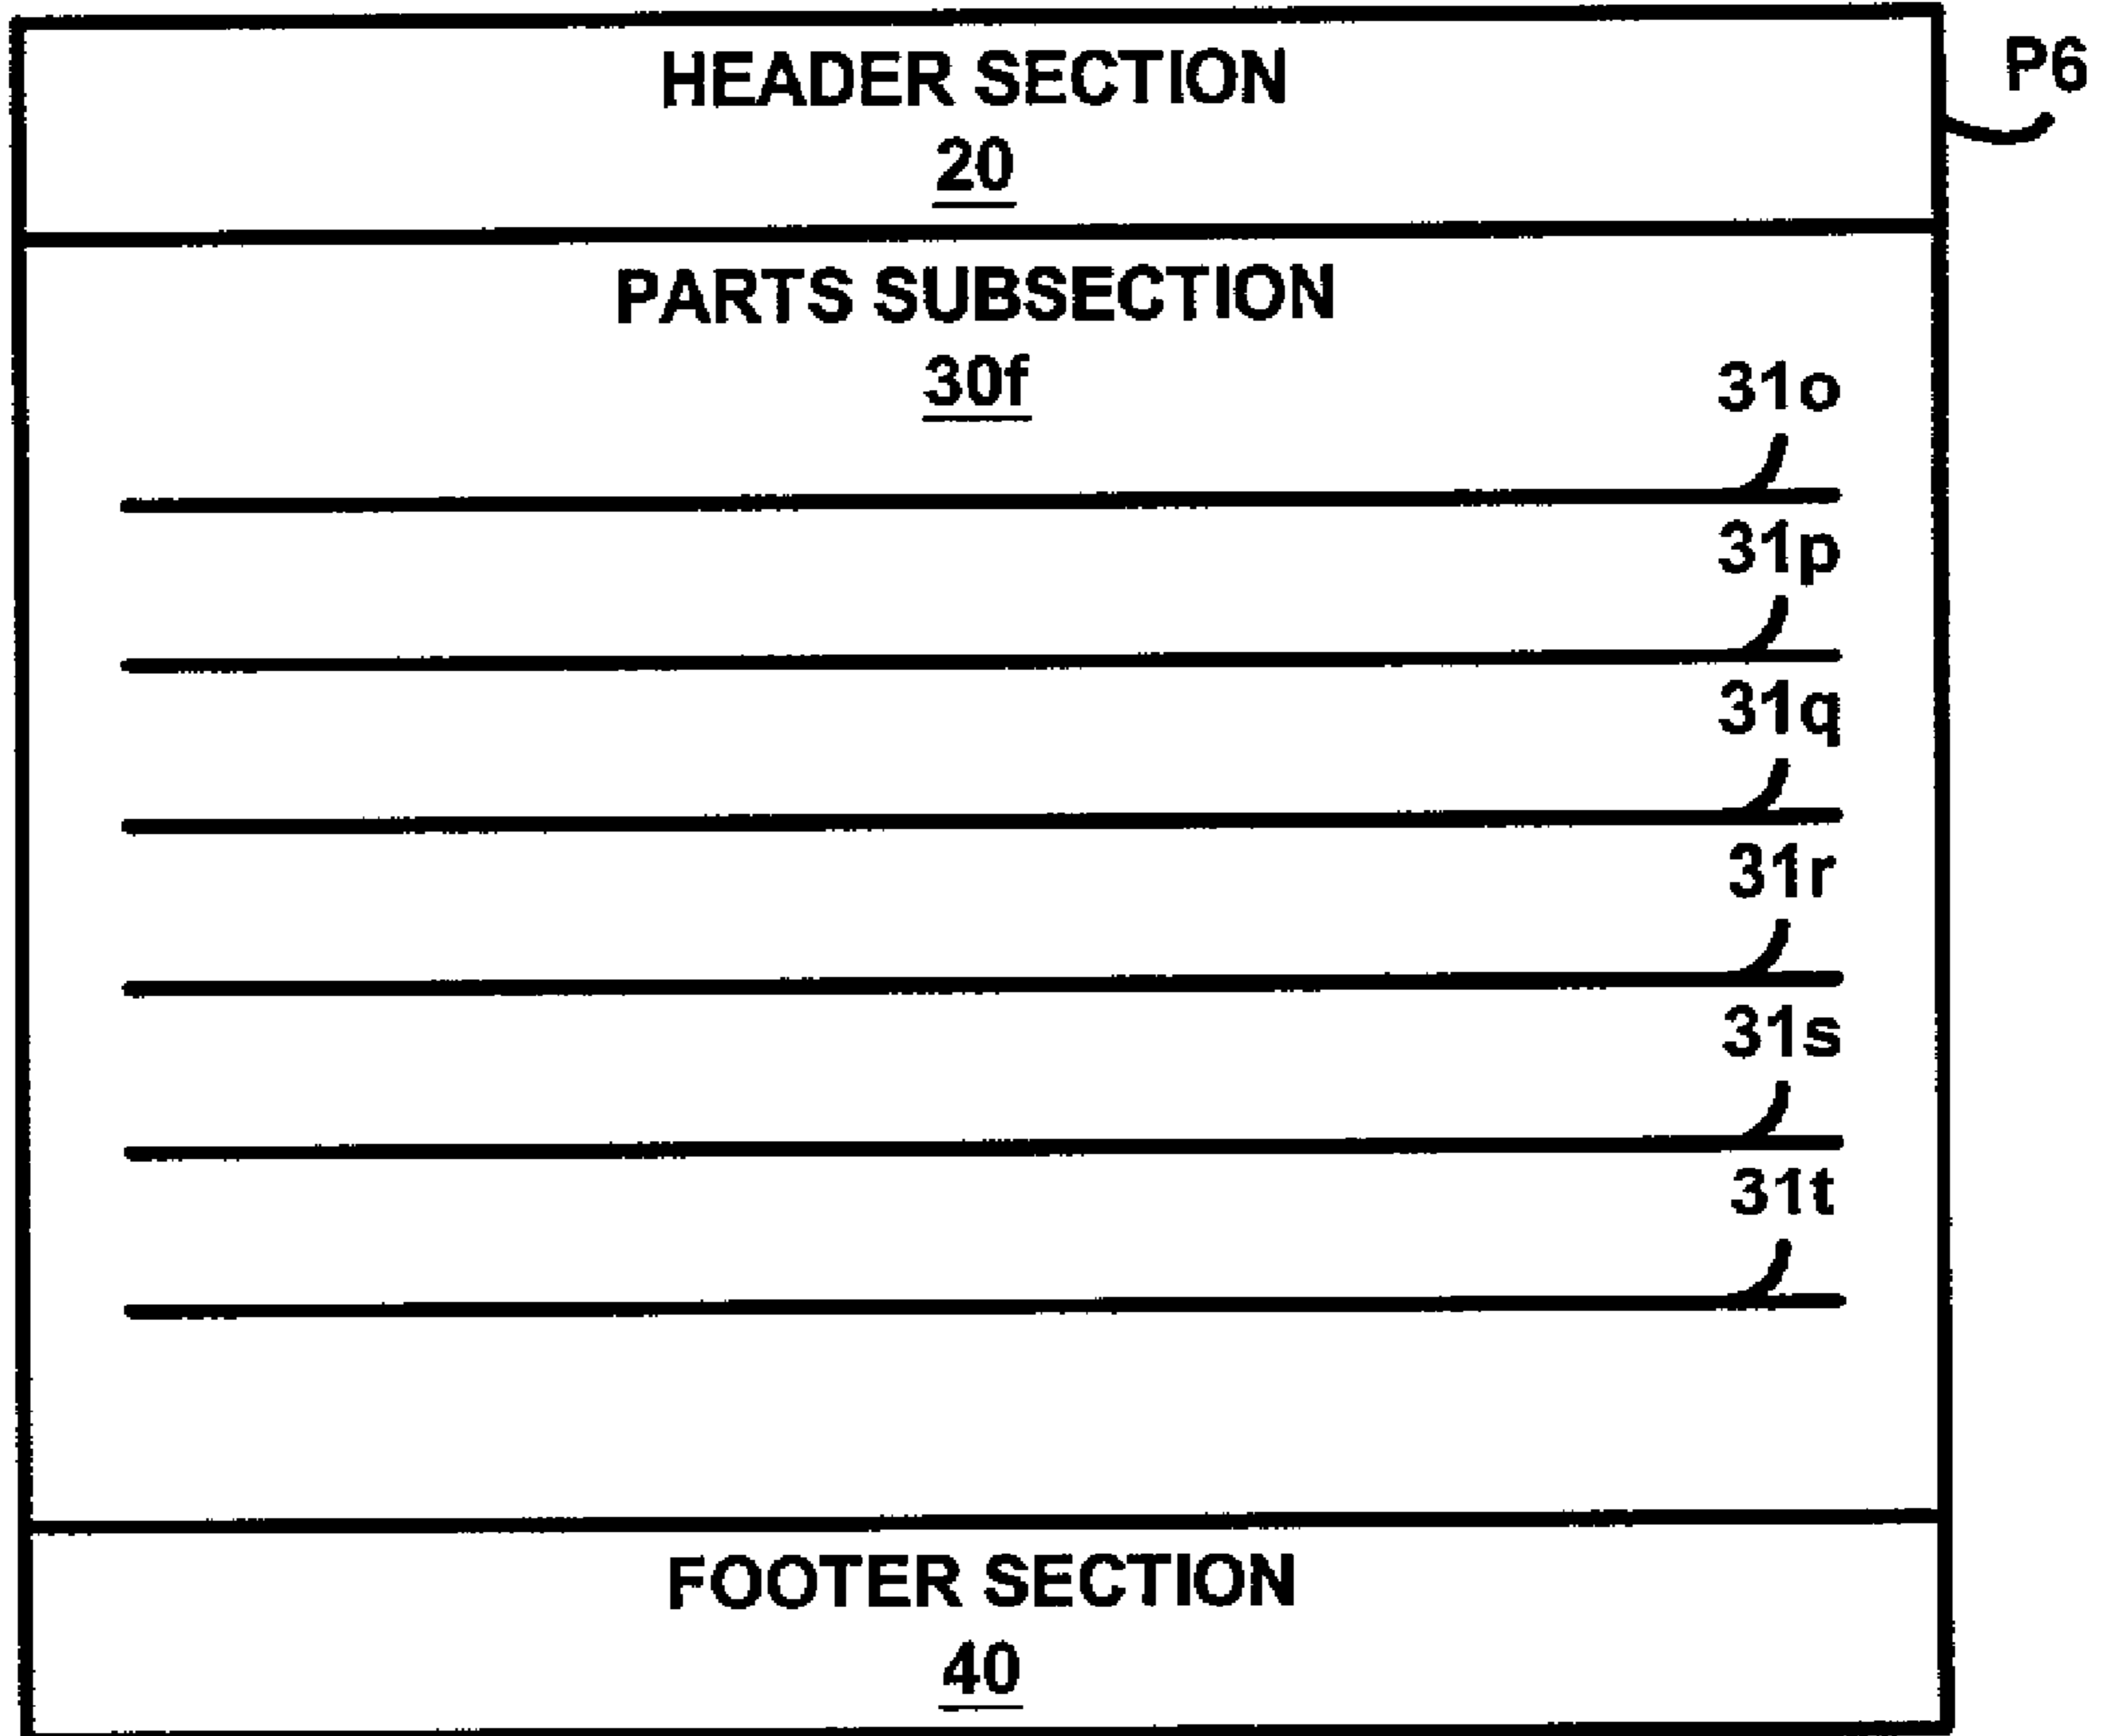 HEADER SECTION
P6
20
PARTS SUBSECTION
30f
31o
31p
31q
31r
31s
31t
FOOTER SECTION
40